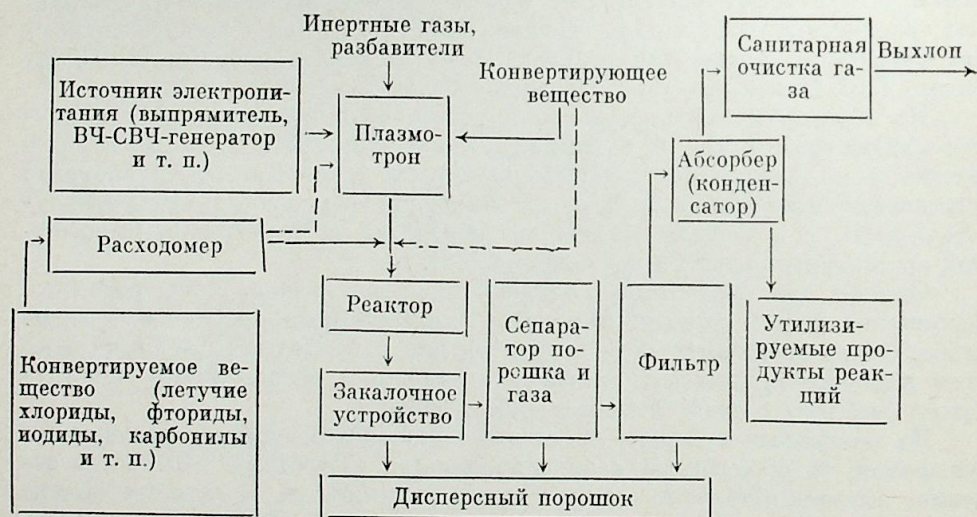 Инертные газы,
разбавители
Санитарная
очистка га-
за
Выхлоп
Конвертирующее
вещество
Источник электропи-
тания (выпрямитель,
ВЧ-СВЧ-генератор
и т. п.)
Плазмо-
трон
Абсорбер
(конден-
сатор)
Расходомер
Реактор
Сепара-
тор по-
рошка и
газа
Фильтр
Утилизи-
руемые про-
дукты реак-
ций
Конвертируемое ве-
щество (летучие
хлориды, фториды,
иодиды, карбонилы
и т. п.)
Закалочное
устройство
Дисперсный порошок